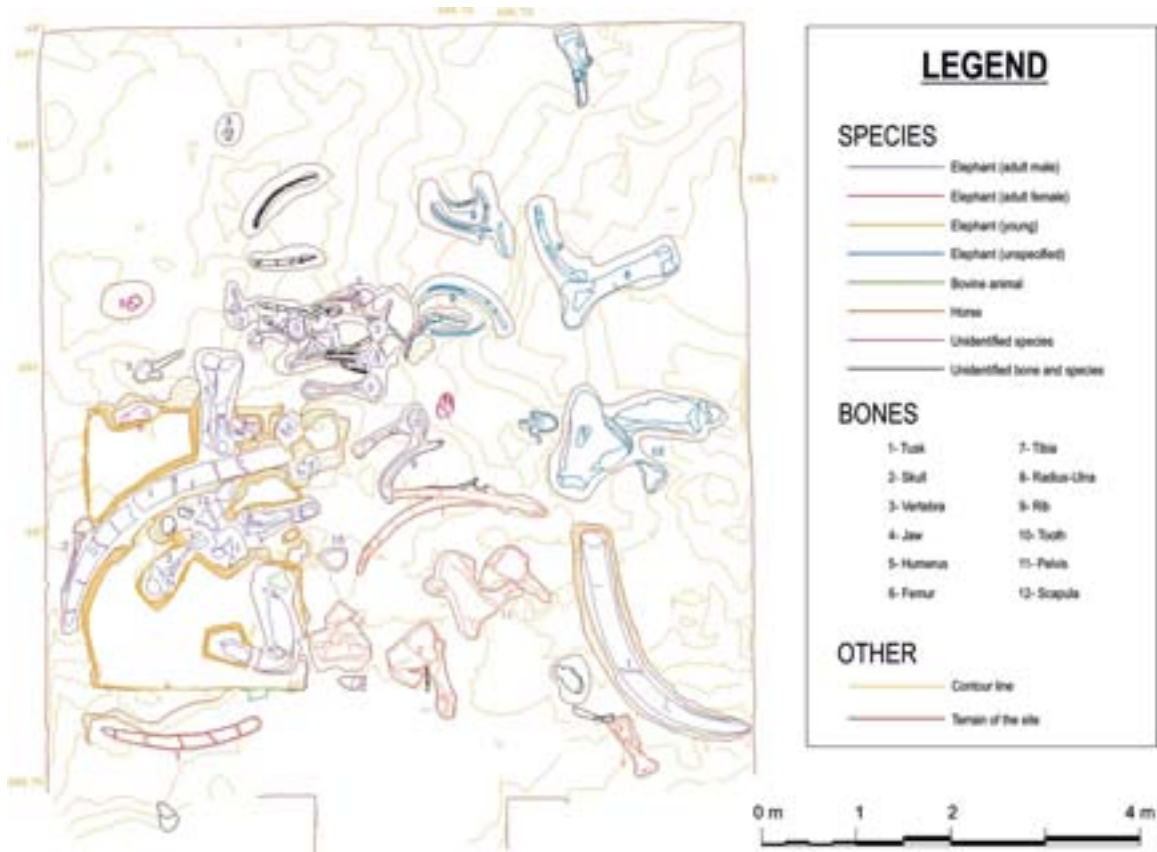 LEGEND
SPECIES
Elephant (adult male)
Elephant (adult female)
Elephant (young)
Elephant (unspecified)
Bovine animal
Horse
Unidentified species
Unidentified bone and species
BONES
1- Tusk
2- Skull
3- Vertebra
4- Jaw
5- Humerus
6- Femur
7- Tibia
8- Radius-Ulna
9- Rib
10- Tooth
11- Pelvis
12- Scapula
OTHER
Contour line
Terrain of the site
0 m 1 2 4 m